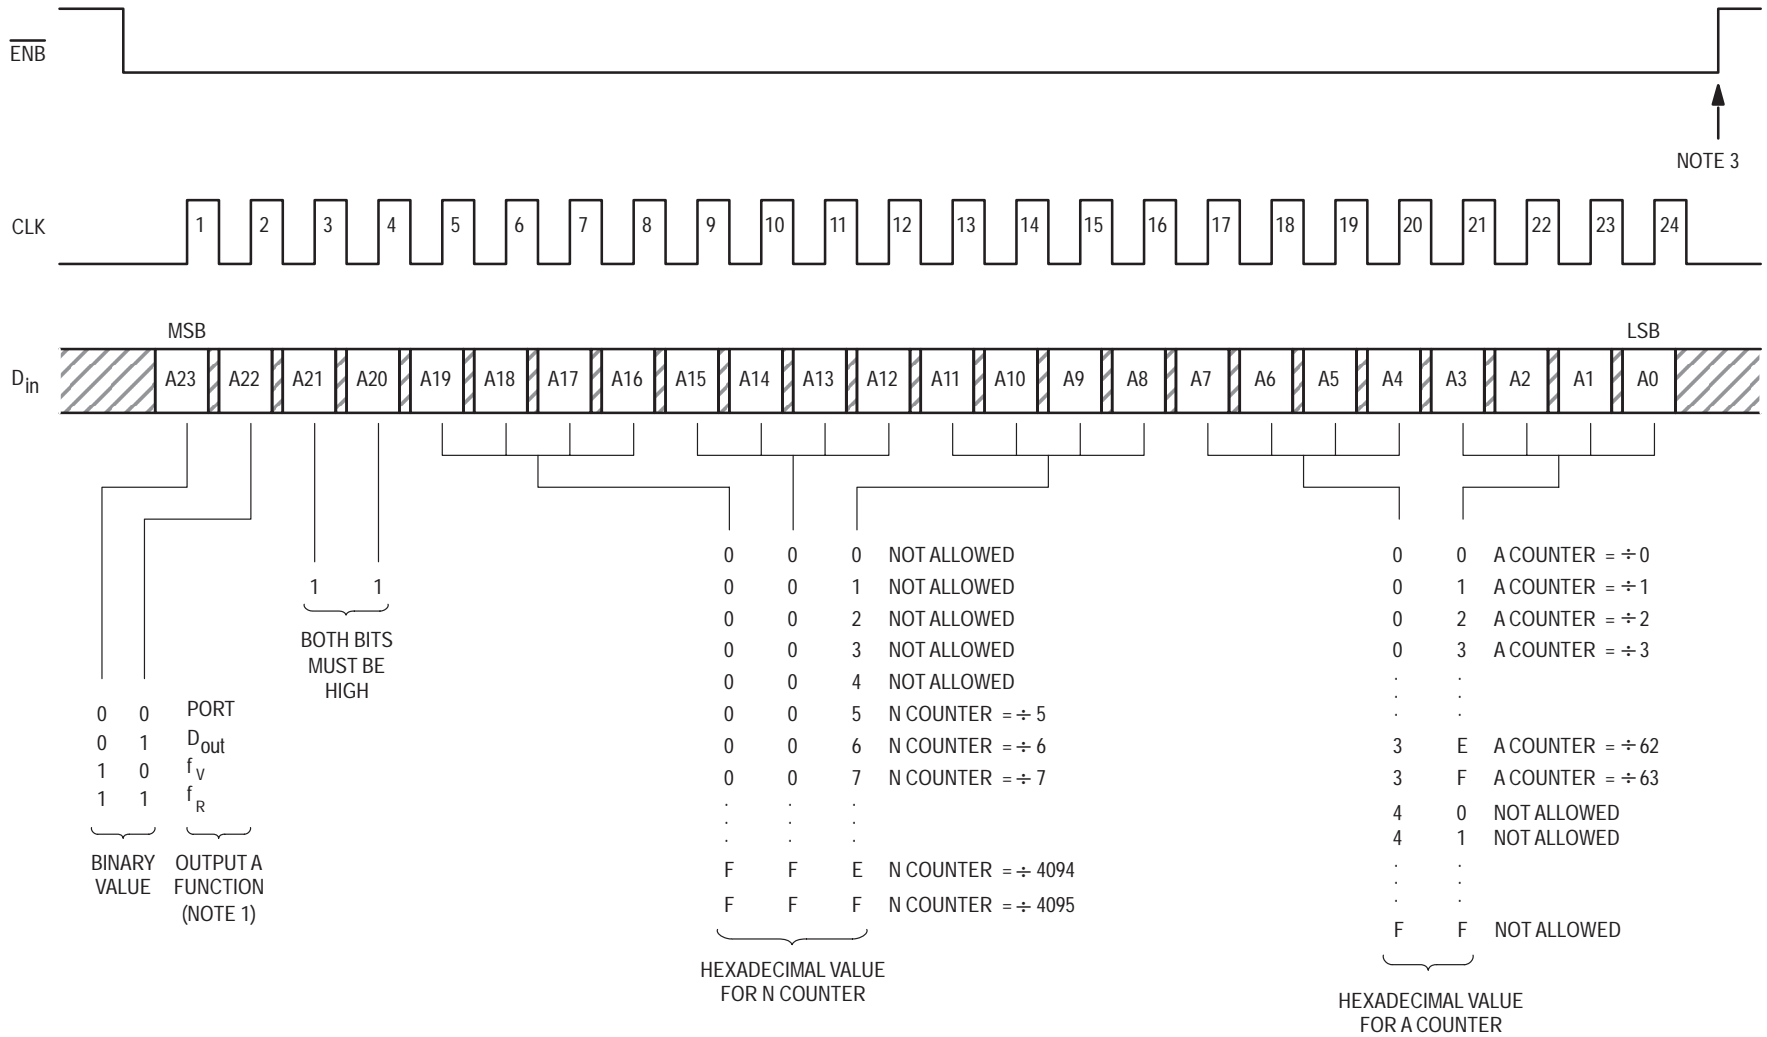 ENB
NOTE 3
CLK 1 2 3 4 5 6 7 8 9 10 11 12 13 14 15 16 17 18 19 20 21 22 23 24
MSB LSB
Din A23 A22 A21 A20 A19 A18 A17 A16 A15 A14 A13 A12 A11 A10 A9 A8 A7 A6 A5 A4 A3 A2 A1 A0
1 1
BOTH BITS
MUST BE
HIGH
0 0 PORT
0 1 Dout
1 0 fV
1 1 fR
BINARY
VALUE
OUTPUT A
FUNCTION
(NOTE 1)
0 0 0 NOT ALLOWED
0 0 1 NOT ALLOWED
0 0 2 NOT ALLOWED
0 0 3 NOT ALLOWED
0 0 4 NOT ALLOWED
0 0 5 N COUNTER = ÷ 5
0 0 6 N COUNTER = ÷ 6
0 0 7 N COUNTER = ÷ 7
. . .
. . .
. . .
F F E N COUNTER = ÷ 4094
F F F N COUNTER = ÷ 4095
HEXADECIMAL VALUE
FOR N COUNTER
0 0 A COUNTER = ÷ 0
0 1 A COUNTER = ÷ 1
0 2 A COUNTER = ÷ 2
0 3 A COUNTER = ÷ 3
. .
. .
. .
3 E A COUNTER = ÷ 62
3 F A COUNTER = ÷ 63
4 0 NOT ALLOWED
4 1 NOT ALLOWED
. .
. .
. .
F F NOT ALLOWED
HEXADECIMAL VALUE
FOR A COUNTER